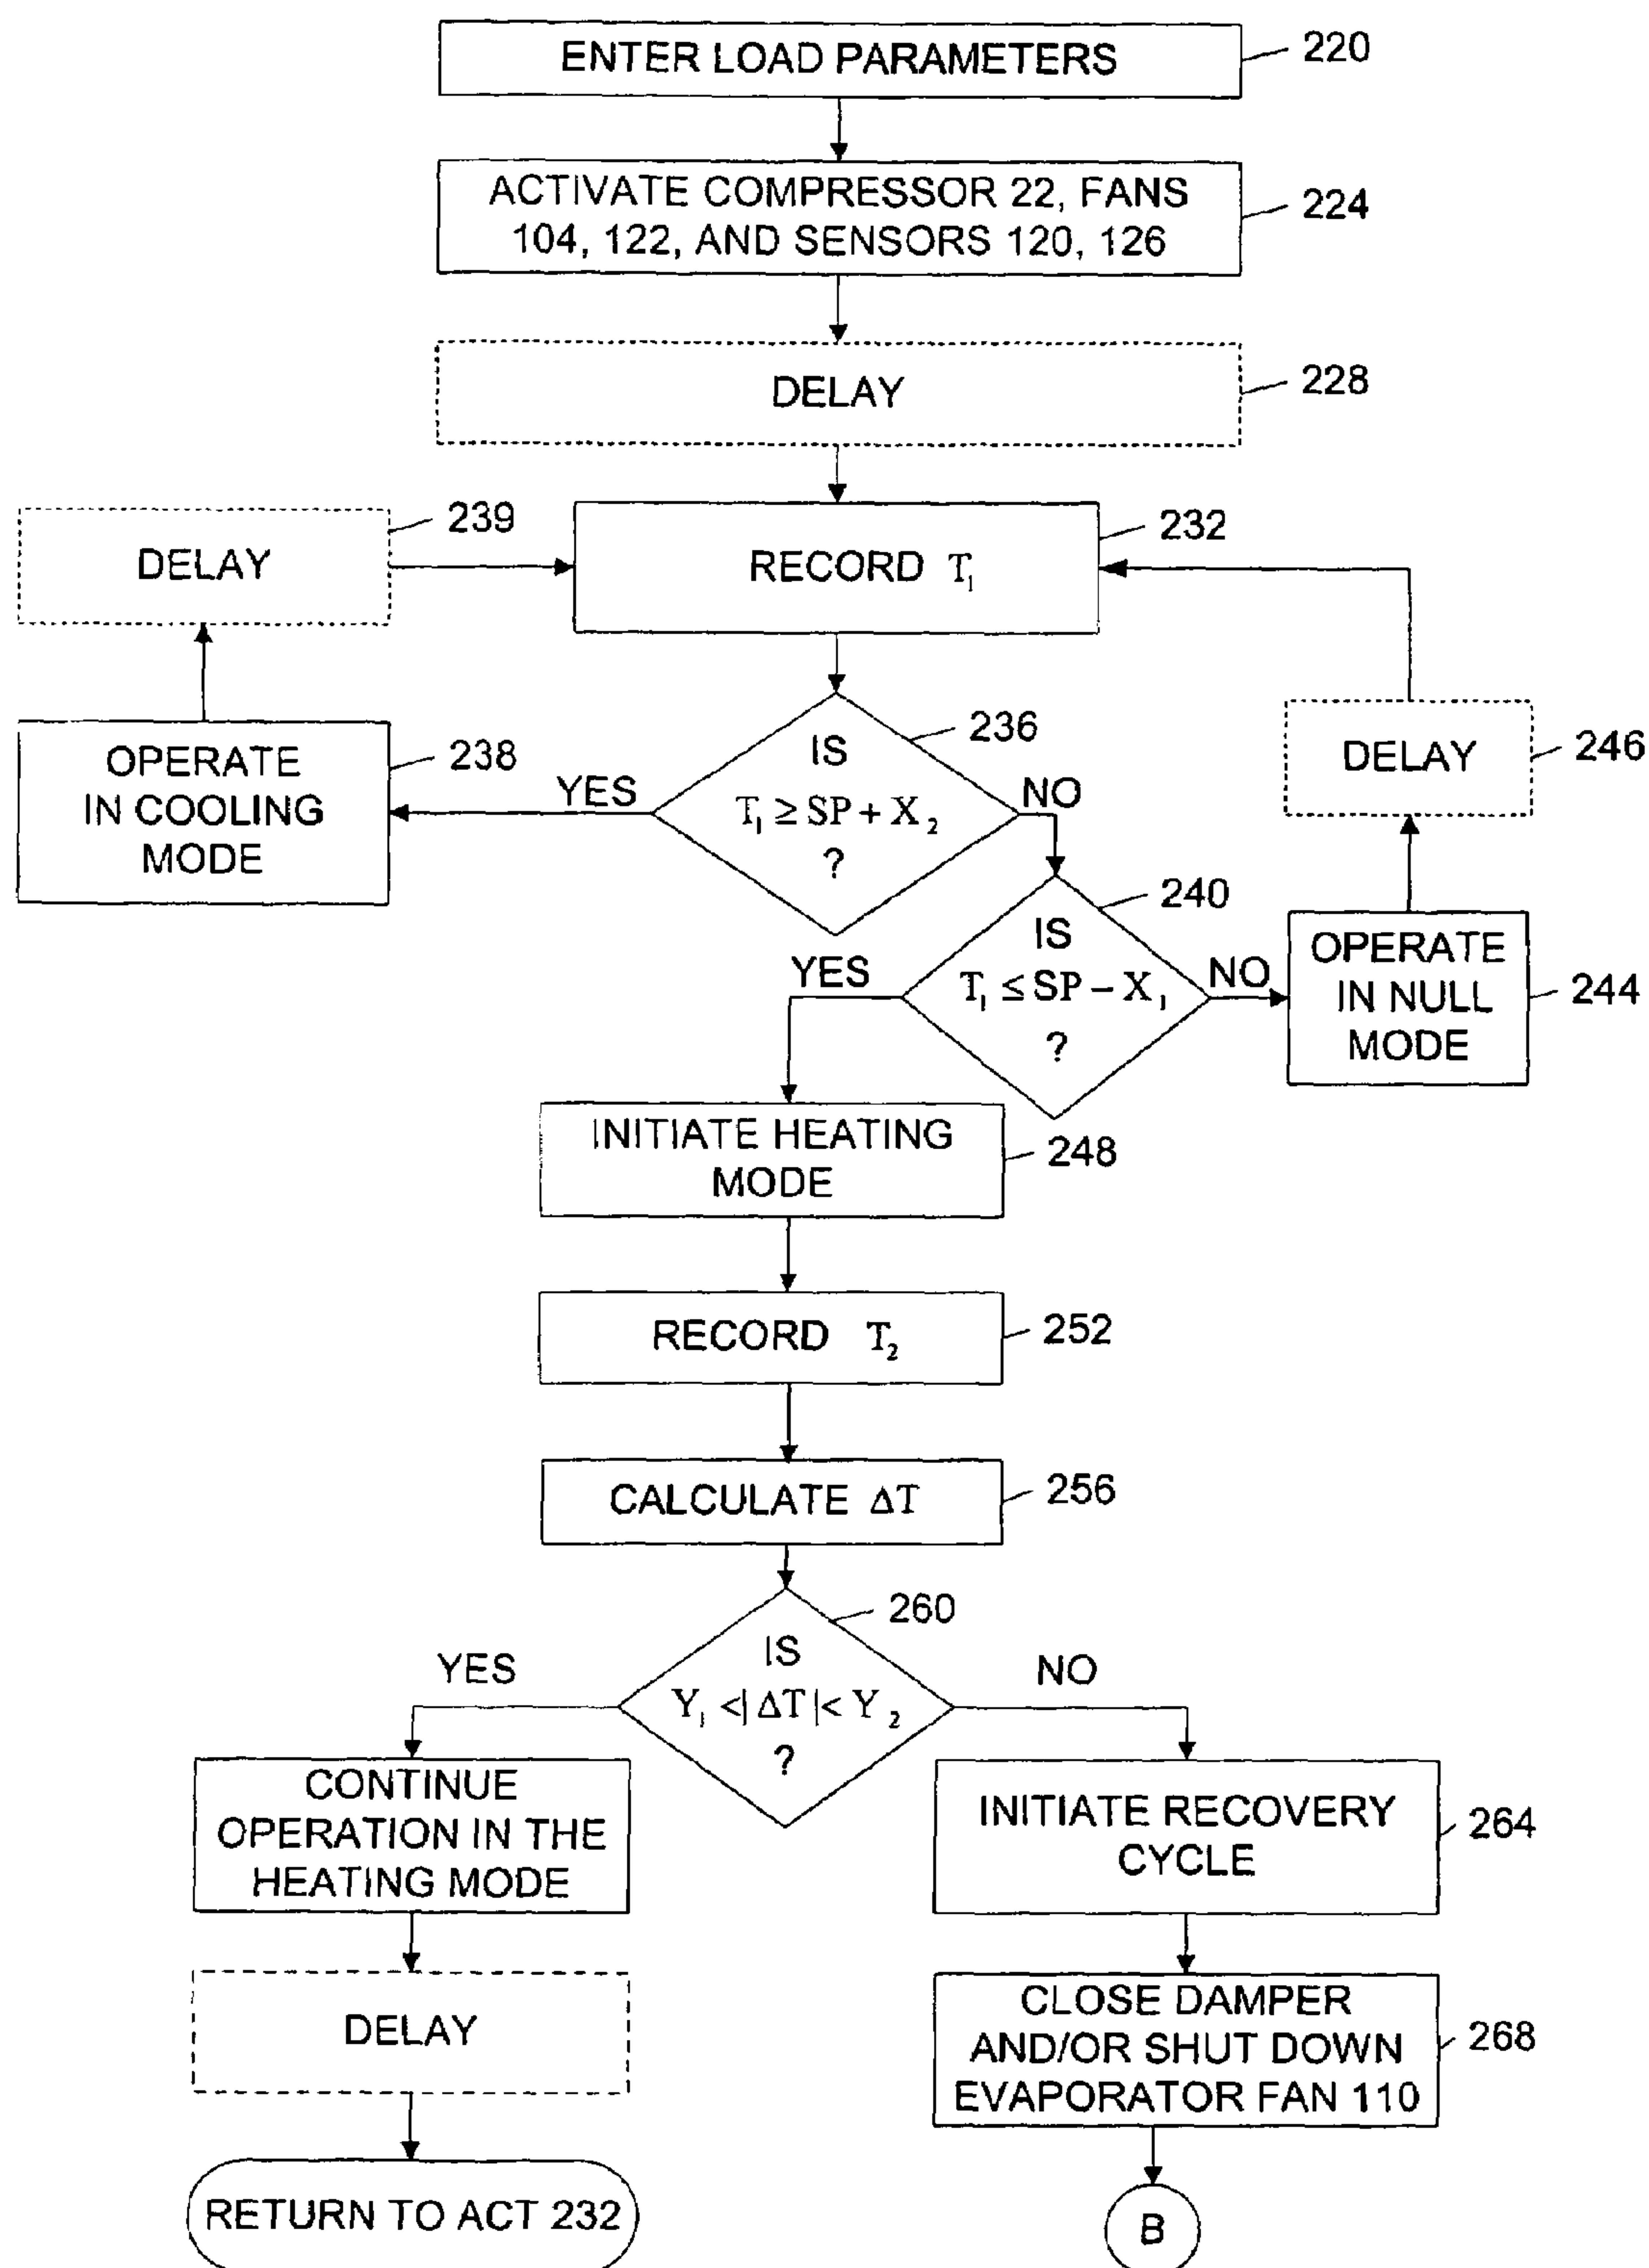 ENTER LOAD PARAMETERS
220
ACTIVATE COMPRESSOR 22, FANS
104, 122, AND SENSORS 120, 126
224
DELAY
228
DELAY
239
RECORD T₁
232
OPERATE
IN COOLING
MODE
238
YES
IS
T₁ ≥ SP + X₂
?
236
NO
DELAY
246
IS
T₁ ≤ SP − X₁
?
240
YES
NO
OPERATE
IN NULL
MODE
244
INITIATE HEATING
MODE
248
RECORD T₂
252
CALCULATE ΔT
256
IS
Y₁ <| ΔT |< Y₂
?
260
YES
NO
CONTINUE
OPERATION IN THE
HEATING MODE
INITIATE RECOVERY
CYCLE
264
DELAY
CLOSE DAMPER
AND/OR SHUT DOWN
EVAPORATOR FAN 110
268
RETURN TO ACT 232
B